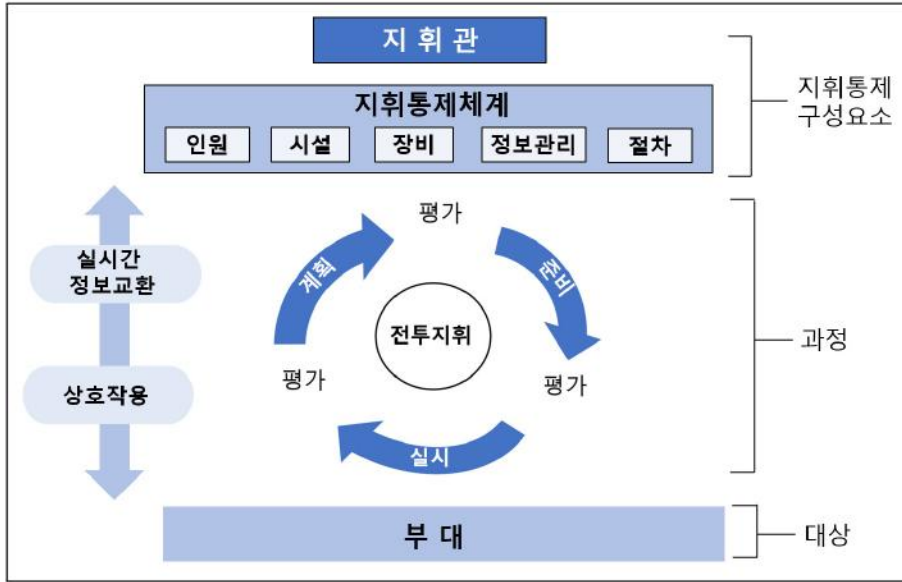 지 휘 관
지휘통제체계
인원 시설 장비 정보관리 절차
지휘통제
구성요소
실시간
정보교환
상호작용
평가
계획
준비
전투지휘
평가
평가
실시
과정
부 대
대상